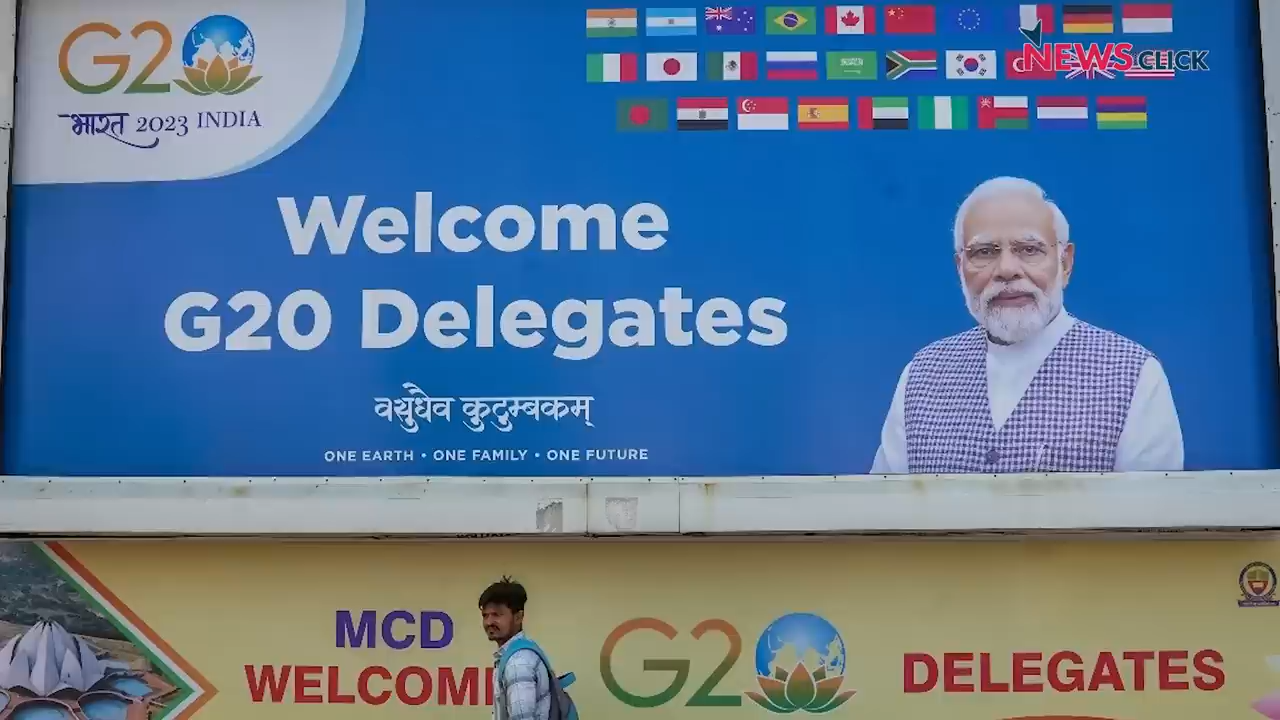 G20
भारत 2023 INDIA
NEWSCLICK
Welcome
G20 Delegates
वसुधैव कुटुम्बकम्
ONE EARTH • ONE FAMILY • ONE FUTURE
MCD
WELCOM
G20
DELEGATES